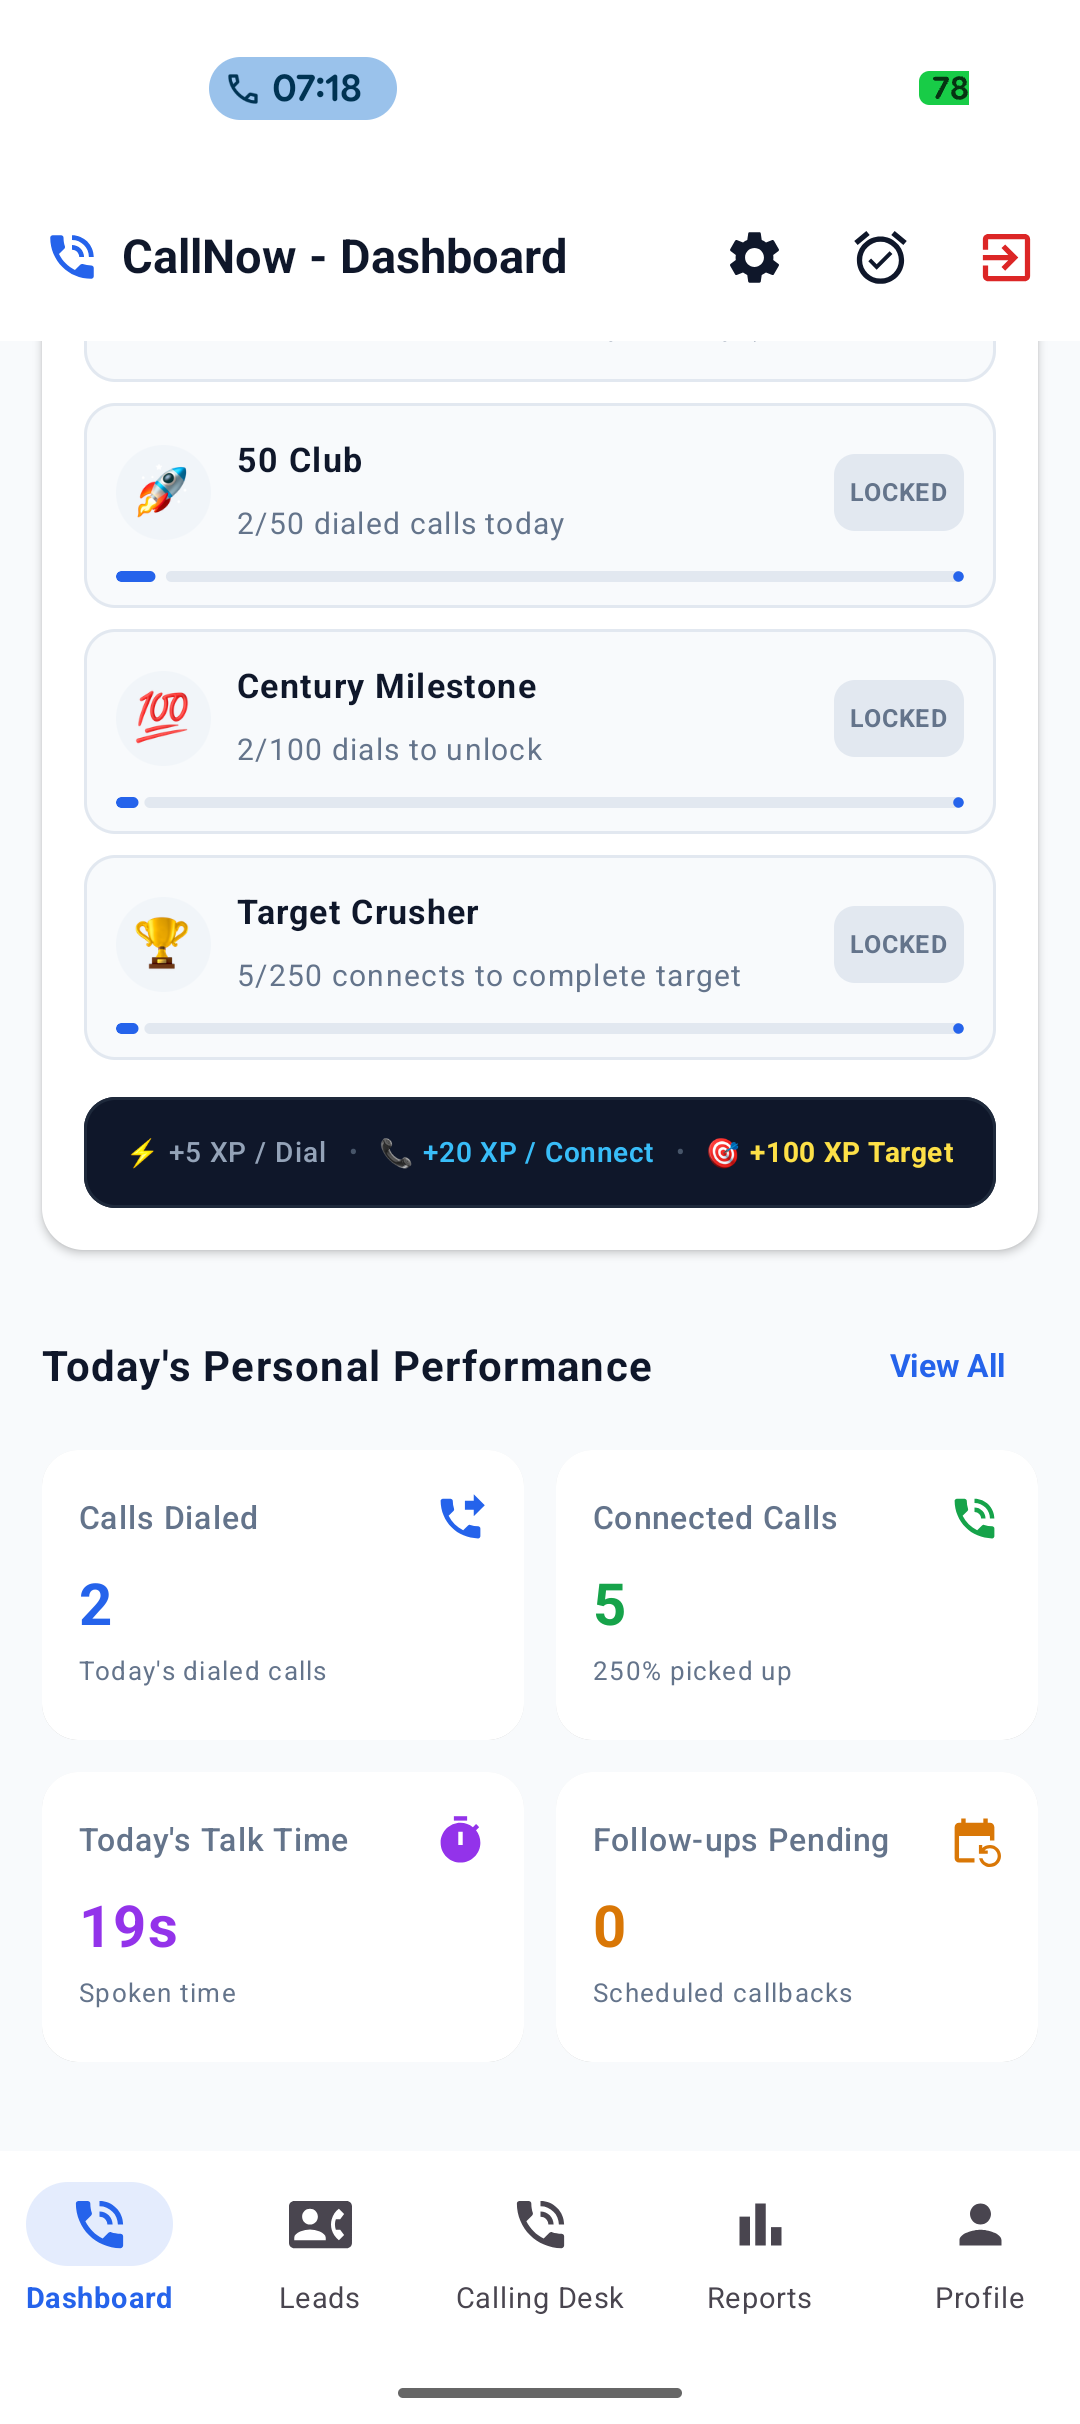 07:18
78
CallNow - Dashboard
50 Club
LOCKED
2/50 dialed calls today
💯
Century Milestone
LOCKED
2/100 dials to unlock
Target Crusher
LOCKED
5/250 connects to complete target
⚡ +5 XP / Dial • 📞 +20 XP / Connect • 🎯 +100 XP Target
Today's Personal Performance
View All
Calls Dialed
2
Today's dialed calls
Connected Calls
5
250% picked up
Today's Talk Time
19s
Spoken time
Follow-ups Pending
0
Scheduled callbacks
Dashboard
Leads
Calling Desk
Reports
Profile